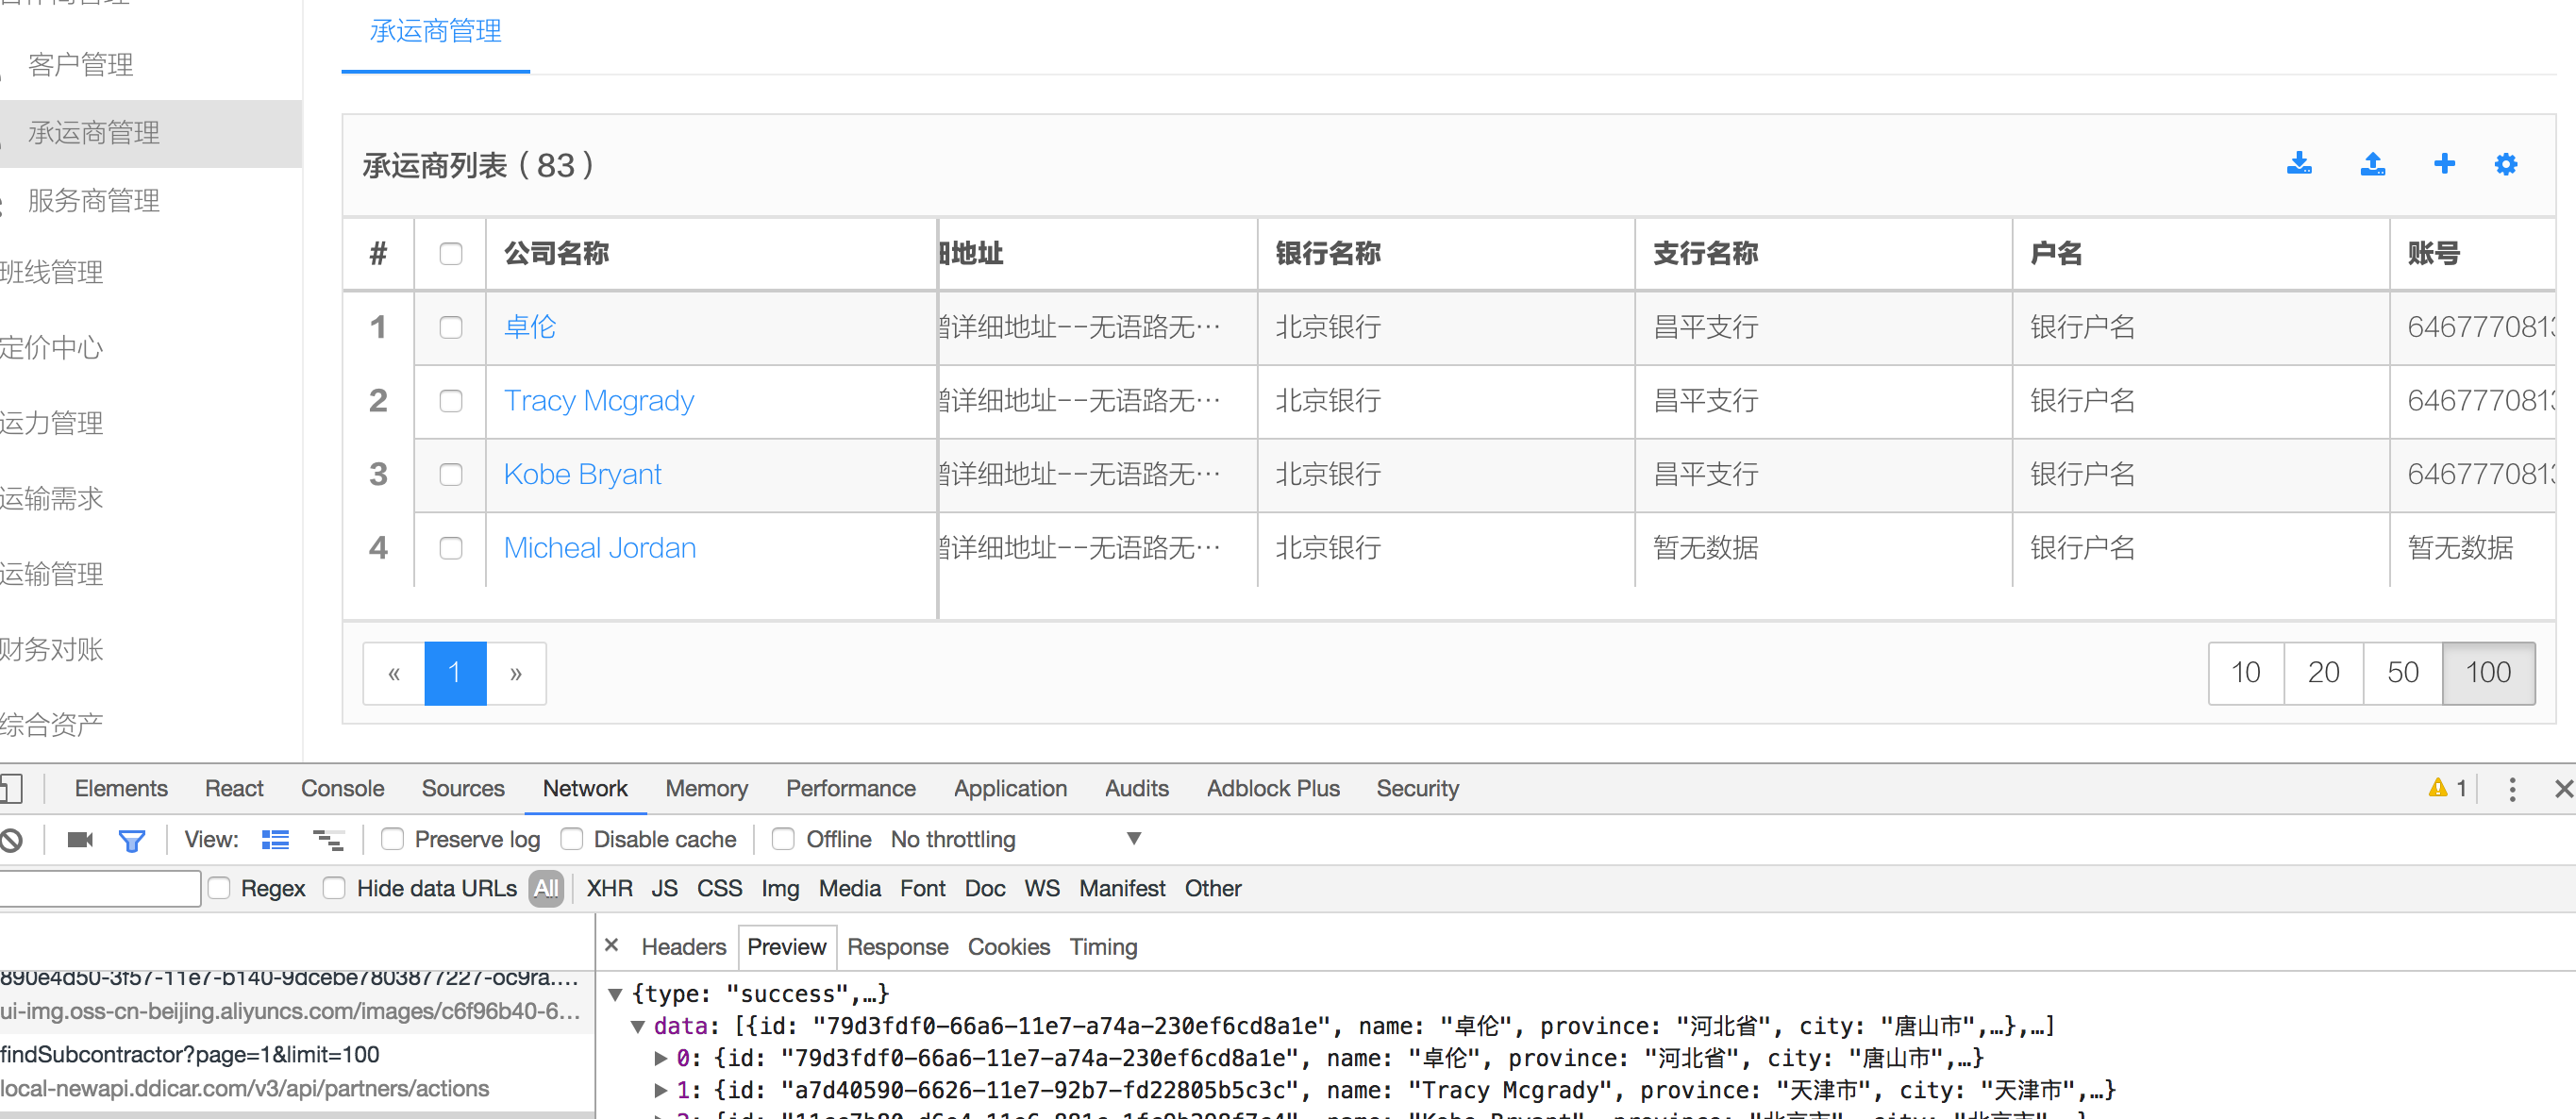 承运商管理
客户管理
承运商管理
服务商管理
班线管理
定价中心
运力管理
运输需求
运输管理
财务对账
综合资产
承运商列表（83）
# 公司名称 地址 银行名称 支行名称 户名 账号
1 卓伦 详细地址--无语路无… 北京银行 昌平支行 银行户名 646777081
2 Tracy Mcgrady 详细地址--无语路无… 北京银行 昌平支行 银行户名 646777081
3 Kobe Bryant 详细地址--无语路无… 北京银行 昌平支行 银行户名 646777081
4 Micheal Jordan 详细地址--无语路无… 北京银行 暂无数据 银行户名 暂无数据
« 1 » 10 20 50 100
Elements React Console Sources Network Memory Performance Application Audits Adblock Plus Security 1
View: Preserve log Disable cache Offline No throttling
Regex Hide data URLs All XHR JS CSS Img Media Font Doc WS Manifest Other
× Headers Preview Response Cookies Timing
890e4d50-3f57-11e7-b140-9dcebe7803877227-oc9ra.…
ui-img.oss-cn-beijing.aliyuncs.com/images/c6f96b40-6…
findSubcontractor?page=1&limit=100
local-newapi.ddicar.com/v3/api/partners/actions
▼ {type: "success",…}
▼ data: [{id: "79d3fdf0-66a6-11e7-a74a-230ef6cd8a1e", name: "卓伦", province: "河北省", city: "唐山市",…},…]
▶ 0: {id: "79d3fdf0-66a6-11e7-a74a-230ef6cd8a1e", name: "卓伦", province: "河北省", city: "唐山市",…}
▶ 1: {id: "a7d40590-6626-11e7-92b7-fd22805b5c3c", name: "Tracy Mcgrady", province: "天津市", city: "天津市",…}